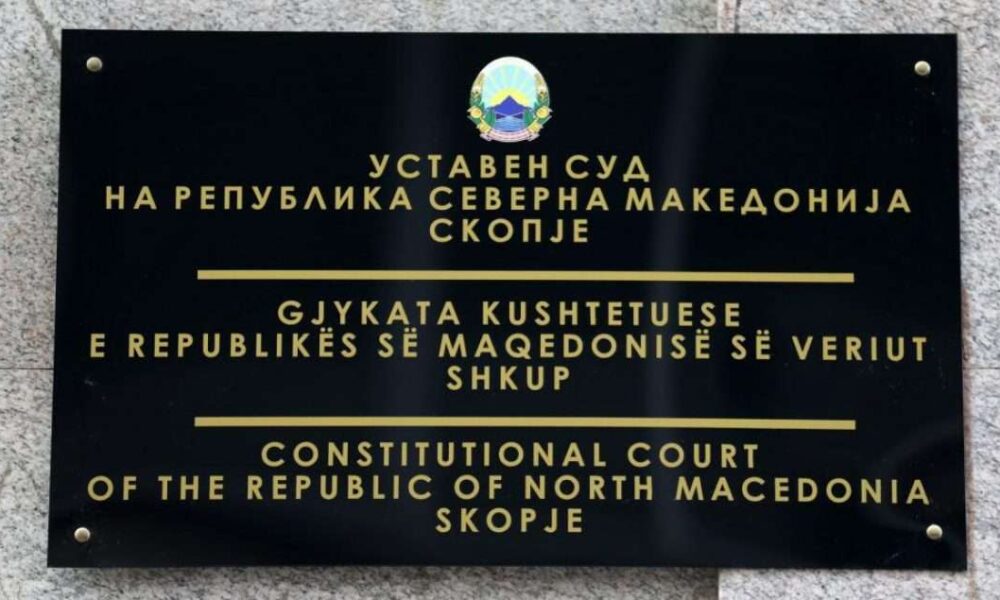 УСТАВЕН СУД
НА РЕПУБЛИКА СЕВЕРНА МАКЕДОНИЈА
СКОПЈЕ
GJYKATA KUSHTETUESE
E REPUBLIKËS SË MAQEDONISË SË VERIUT
SHKUP
CONSTITUTIONAL COURT
OF THE REPUBLIC OF NORTH MACEDONIA
SKOPJE